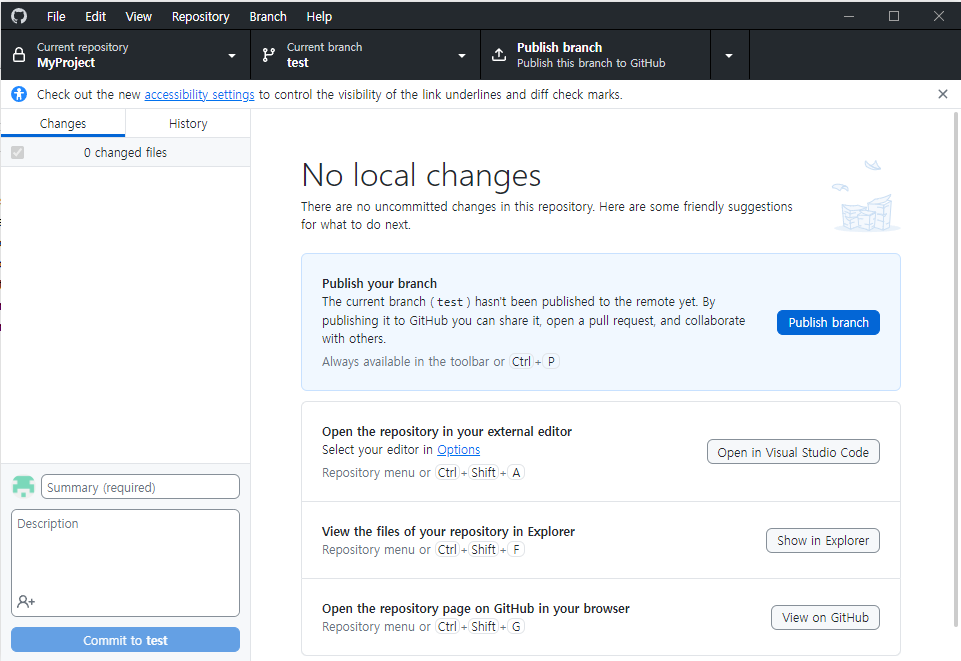 File Edit View Repository Branch Help
Current repository
MyProject
Current branch
test
Publish branch
Publish this branch to GitHub
Check out the new accessibility settings to control the visibility of the link underlines and diff check marks.
Changes
History
0 changed files
No local changes
There are no uncommitted changes in this repository. Here are some friendly suggestions
for what to do next.
Publish your branch
The current branch ( test ) hasn't been published to the remote yet. By
publishing it to GitHub you can share it, open a pull request, and collaborate
with others.
Always available in the toolbar or Ctrl + P
Publish branch
Open the repository in your external editor
Select your editor in Options
Repository menu or Ctrl + Shift + A
Open in Visual Studio Code
View the files of your repository in Explorer
Repository menu or Ctrl + Shift + F
Show in Explorer
Open the repository page on GitHub in your browser
Repository menu or Ctrl + Shift + G
View on GitHub
Summary (required)
Description
Commit to test